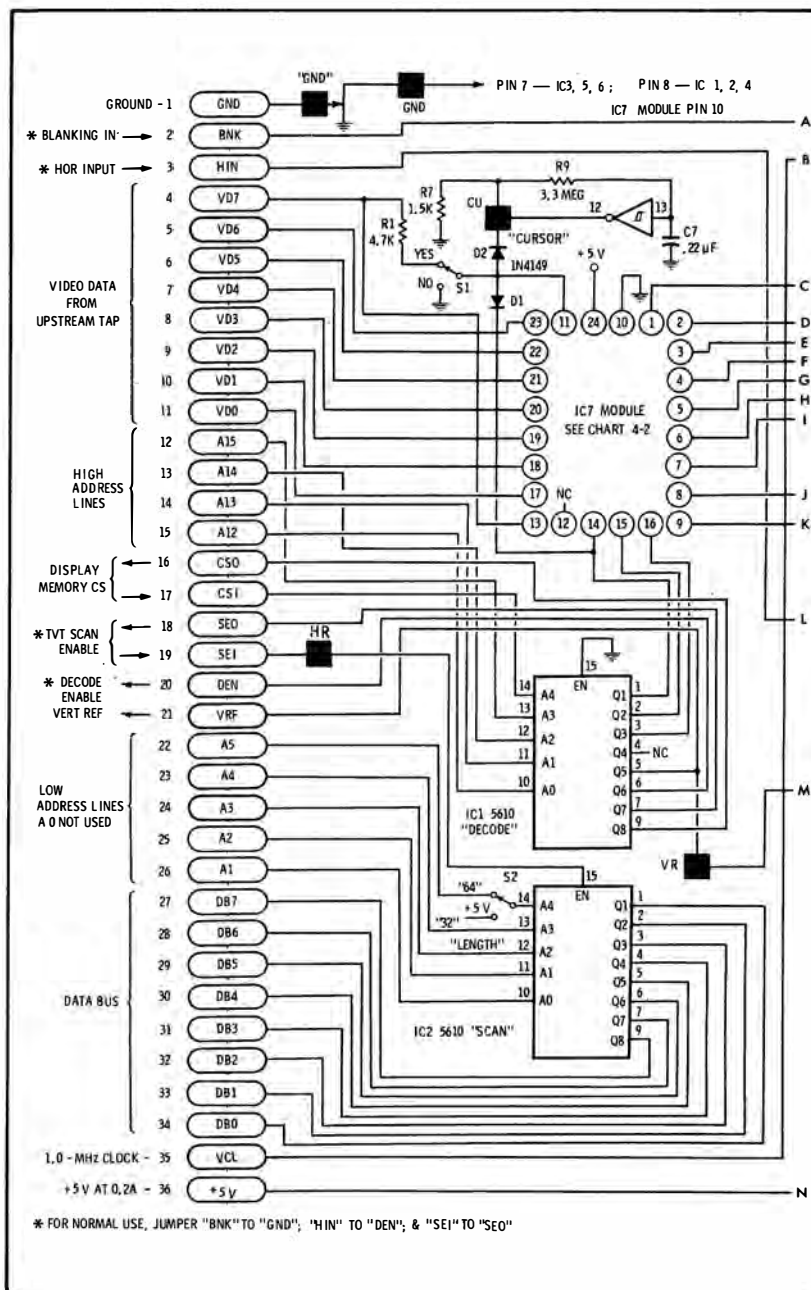 "GND"
GND
PIN 7 — IC3, 5, 6; PIN 8 — IC 1, 2, 4
IC7 MODULE PIN 10
GROUND - 1 GND
* BLANKING IN 2 BNK A
* HOR INPUT 3 HIN B
4 VD7
5 VD6
6 VD5
7 VD4
8 VD3
9 VD2
10 VD1
11 VD0
VIDEO DATA
FROM
UPSTREAM TAP
R9
3.3 MEG
R7
1.5K
CU
"CURSOR"
12 13
C7
.22µF
R1
4.7K
YES
NO
S1
D2
1N4149
D1
+5V
23 11 24 10 1 2
22 3
21 4
20 5
19 6
18 7
17 8
13 12 14 15 16 9
NC
IC7 MODULE
SEE CHART 4-2
C
D
E
F
G
H
I
J
K
L
12 A15
13 A14
14 A13
15 A12
HIGH
ADDRESS
LINES
16 CSO
17 CSI
DISPLAY
MEMORY CS
18 SEO
19 SEI
*TVT SCAN
ENABLE
HR
* DECODE
ENABLE
20 DEN
VERT REF 21 VRF
15
EN
14 A4 Q1 1
13 A3 Q2 2
12 A2 Q3 3
11 A1 Q4 4 NC
10 A0 Q5 5
Q6 6
Q7 7
Q8 9
IC1 5610
"DECODE"
VR
M
22 A5
23 A4
24 A3
25 A2
26 A1
LOW
ADDRESS LINES
A 0 NOT USED
S2
"64"
+5V
"32"
"LENGTH"
15
EN
14 A4 Q1 1
13 A3 Q2 2
12 A2 Q3 3
11 A1 Q4 4
10 A0 Q5 5
Q6 6
Q7 7
Q8 9
IC2 5610 "SCAN"
27 DB7
28 DB6
29 DB5
30 DB4
31 DB3
32 DB2
33 DB1
34 DB0
DATA BUS
1.0 - MHz CLOCK - 35 VCL
+5V AT 0.2A - 36 +5V N
* FOR NORMAL USE, JUMPER "BNK" TO "GND"; "HIN" TO "DEN"; & "SEI" TO "SEO"